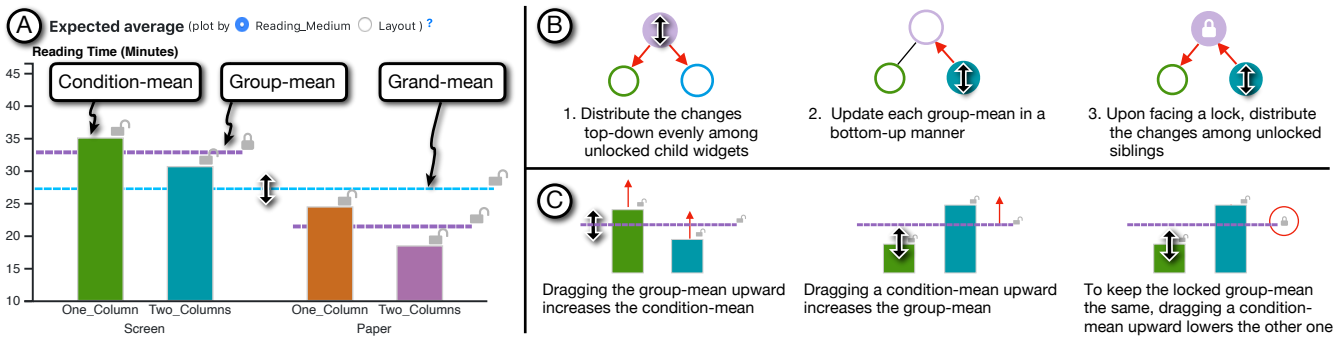 A
Expected average (plot by Reading_Medium Layout ) ?
Reading Time (Minutes)
45
40
35
30
25
20
15
10
Condition-mean
Group-mean
Grand-mean
One_Column
Two_Columns
One_Column
Two_Columns
Screen
Paper
B
1. Distribute the changes
top-down evenly among
unlocked child widgets
2. Update each group-mean in a
bottom-up manner
3. Upon facing a lock, distribute
the changes among unlocked
siblings
C
Dragging the group-mean upward
increases the condition-mean
Dragging a condition-mean upward
increases the group-mean
To keep the locked group-mean
the same, dragging a condition-
mean upward lowers the other one